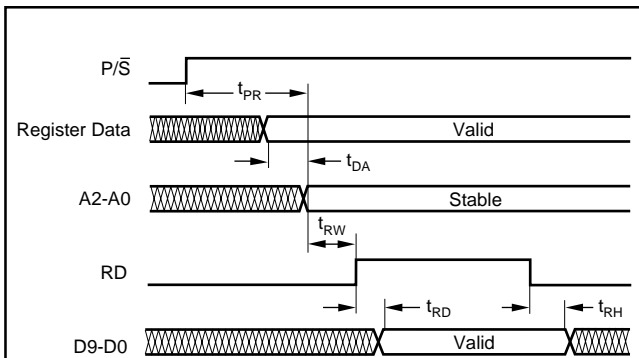 P/S̅
t_PR
Register Data
Valid
t_DA
A2-A0
Stable
t_RW
RD
t_RD
t_RH
D9-D0
Valid